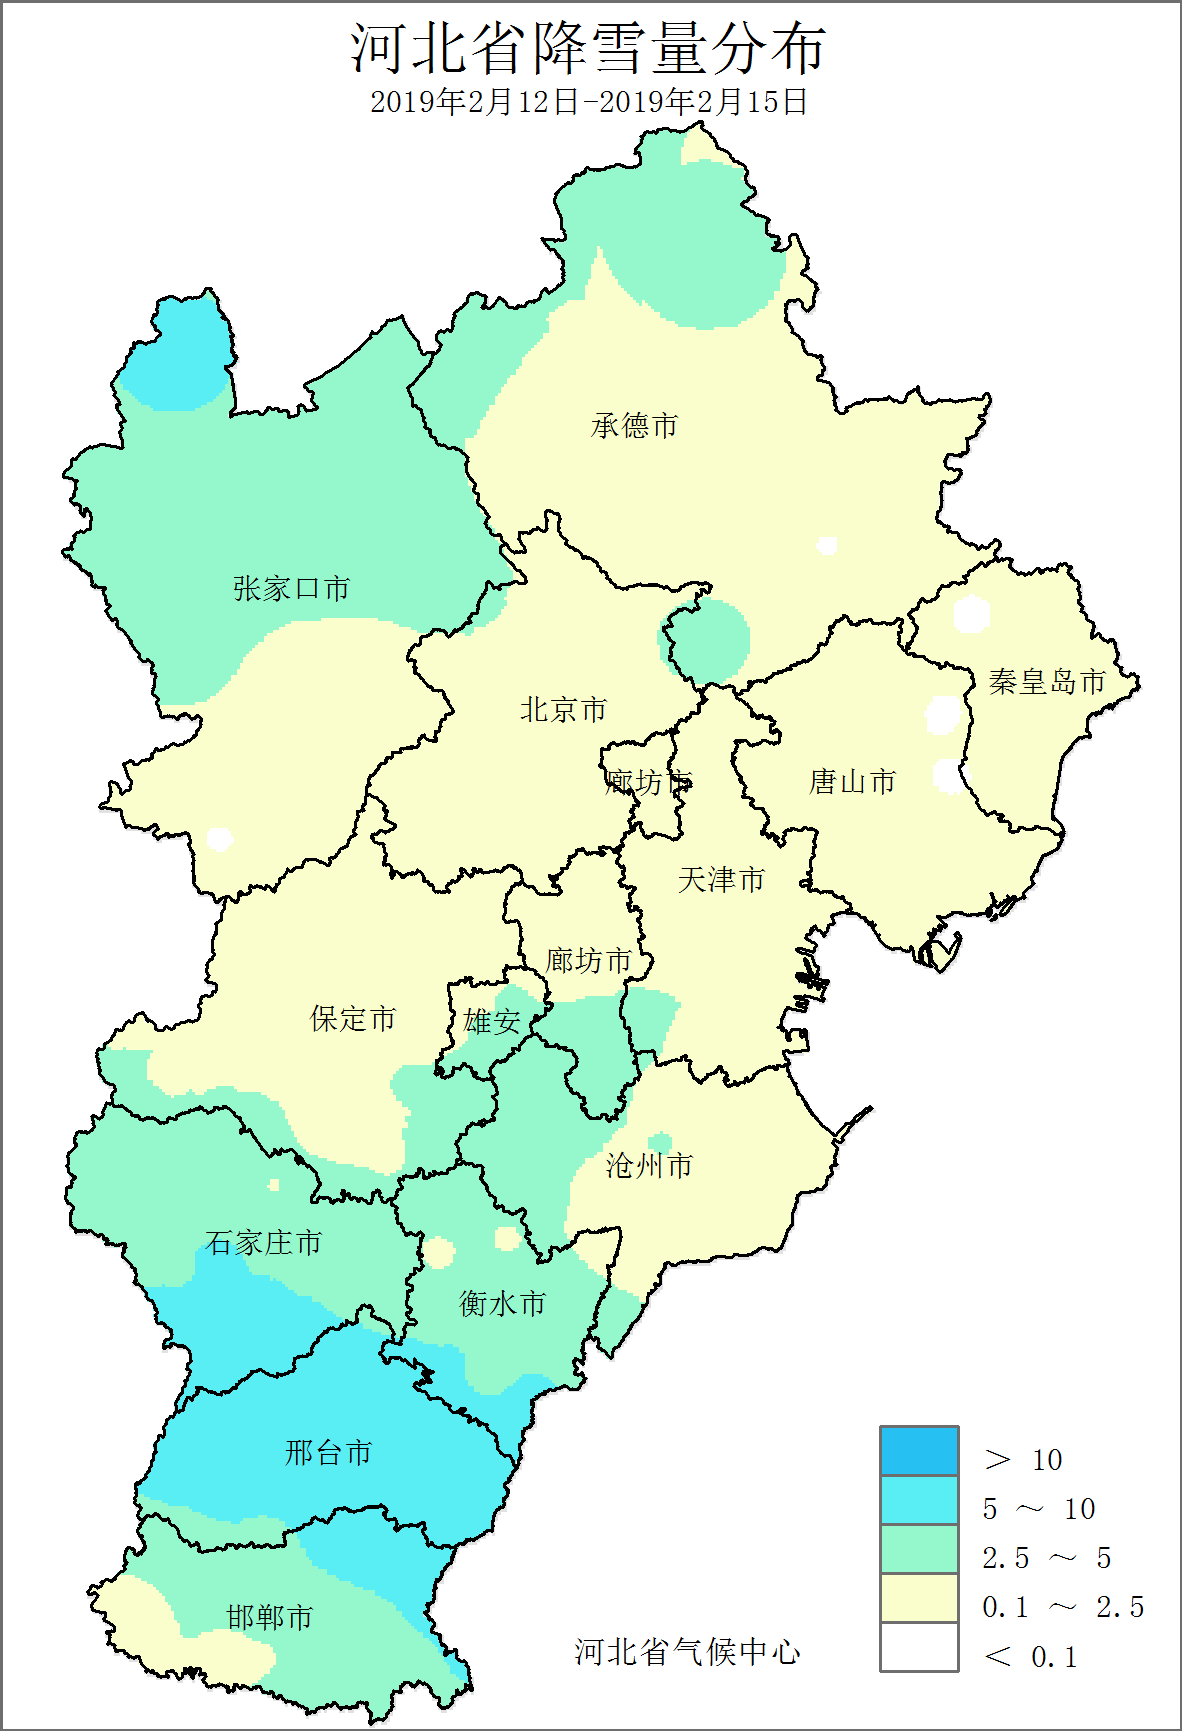 河北省降雪量分布
2019年2月12日-2019年2月15日
承德市
张家口市
秦皇岛市
北京市
廊坊市
唐山市
天津市
廊坊市
保定市
雄安
沧州市
石家庄市
衡水市
邢台市
邯郸市
河北省气候中心
＞ 10
5 ～ 10
2.5 ～ 5
0.1 ～ 2.5
＜ 0.1